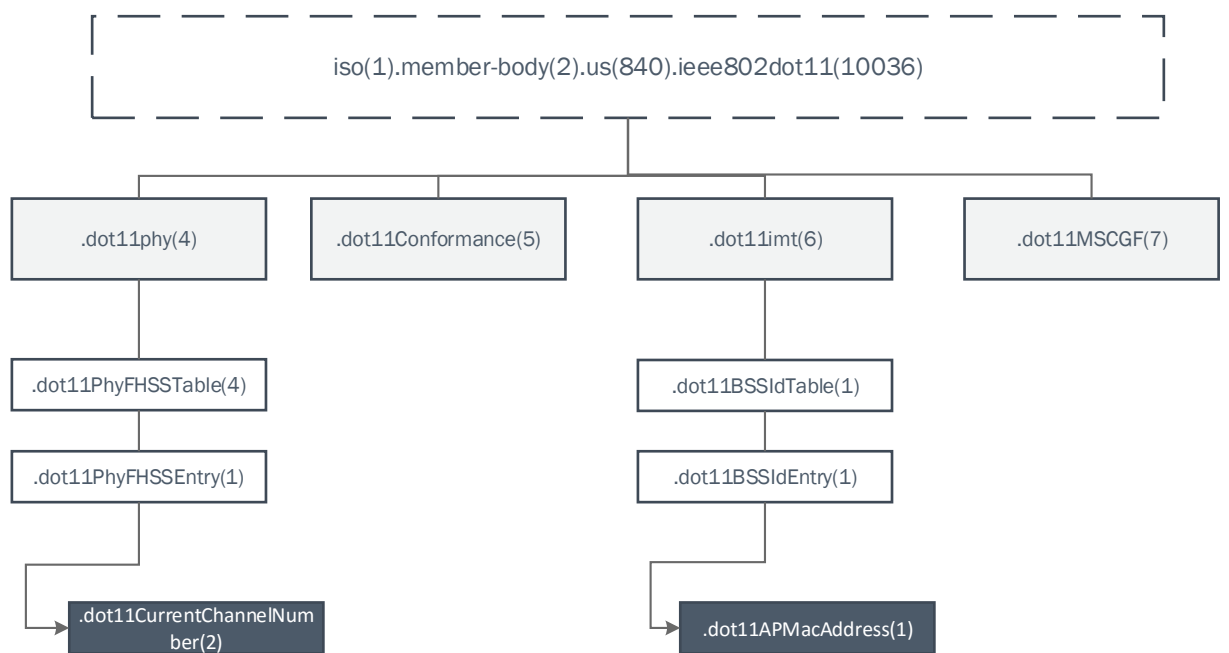 iso(1).member-body(2).us(840).ieee802dot11(10036)
.dot11phy(4)
.dot11Conformance(5)
.dot11imt(6)
.dot11MSCGF(7)
.dot11PhyFHSSTable(4)
.dot11BSSIdTable(1)
.dot11PhyFHSSEntry(1)
.dot11BSSIdEntry(1)
.dot11CurrentChannelNum
ber(2)
.dot11APMacAddress(1)